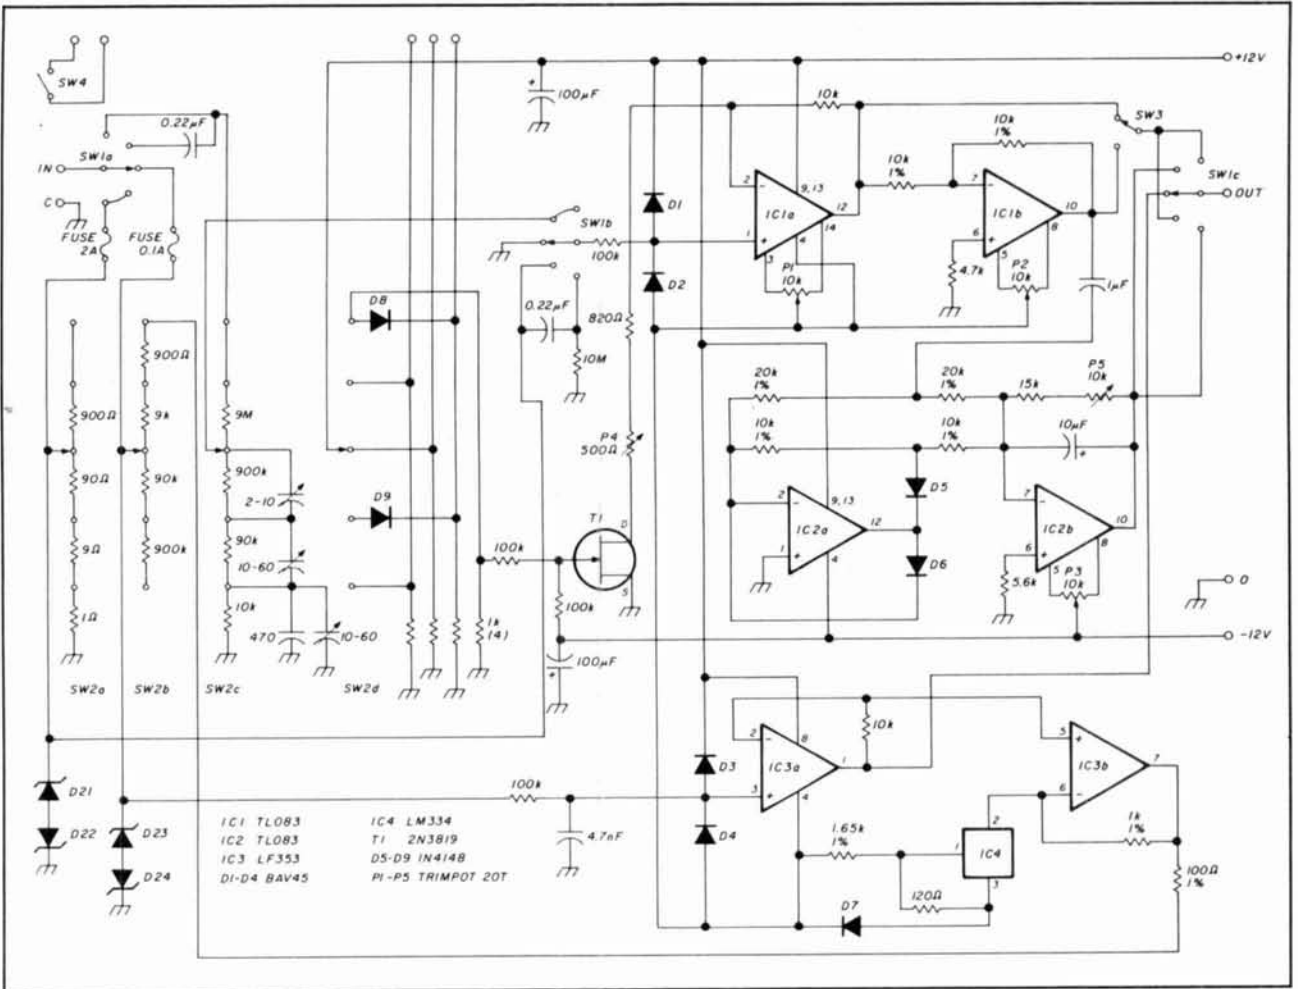 SW4
0.22µF
SW1a
IN
C
FUSE
2A
FUSE
0.1A
100µF
+12V
10k
10k
1%
SW3
10k
1%
SW1c
OUT
2
–
9,13
IC1a
12
14
1
+
3
4
P1
10k
7
–
IC1b
10
8
6
+
5
4.7k
P2
10k
1µF
D1
D2
SW1b
100k
0.22µF
10M
820Ω
P4
500Ω
D8
D9
900Ω
900Ω
9k
9M
90Ω
90k
900k
2-10
9Ω
900k
90k
10-60
1Ω
10k
470
10-60
SW2a
SW2b
SW2c
SW2d
1k
(4)
100k
100k
T1
D
S
100µF
20k
1%
20k
1%
15k
P5
10k
10k
1%
10k
1%
10µF
+
2
–
9,13
IC2a
12
1
+
4
D5
D6
7
–
IC2b
10
8
6
+
5
5.6k
P3
10k
0
-12V
2
–
8
IC3a
1
3
+
4
10k
5
+
IC3b
7
6
–
D3
D4
100k
4.7nF
1.65k
1%
1
2
IC4
3
120Ω
D7
1k
1%
100Ω
1%
D21
D22
D23
D24
IC1 TL083
IC2 TL083
IC3 LF353
D1-D4 BAV45
IC4 LM334
T1 2N3819
D5-D9 IN4148
P1-P5 TRIMPOT 20T